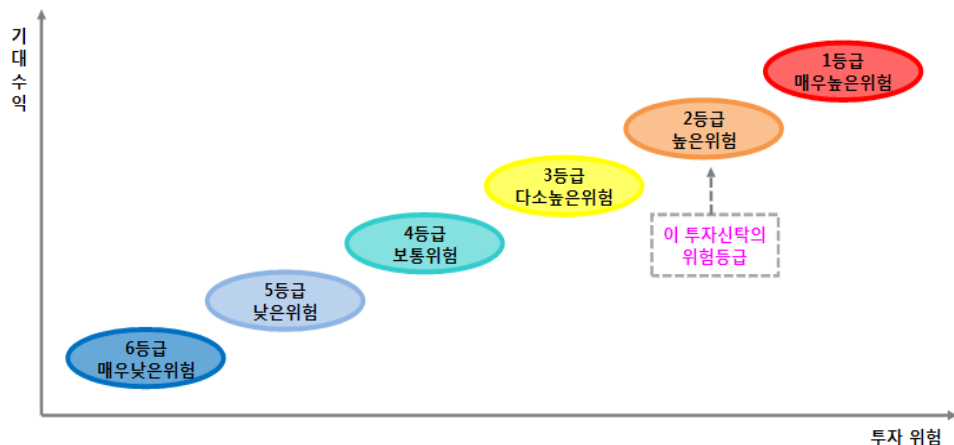 기대수익
1등급
매우높은위험
2등급
높은위험
3등급
다소높은위험
이 투자신탁의
위험등급
4등급
보통위험
5등급
낮은위험
6등급
매우낮은위험
투자 위험